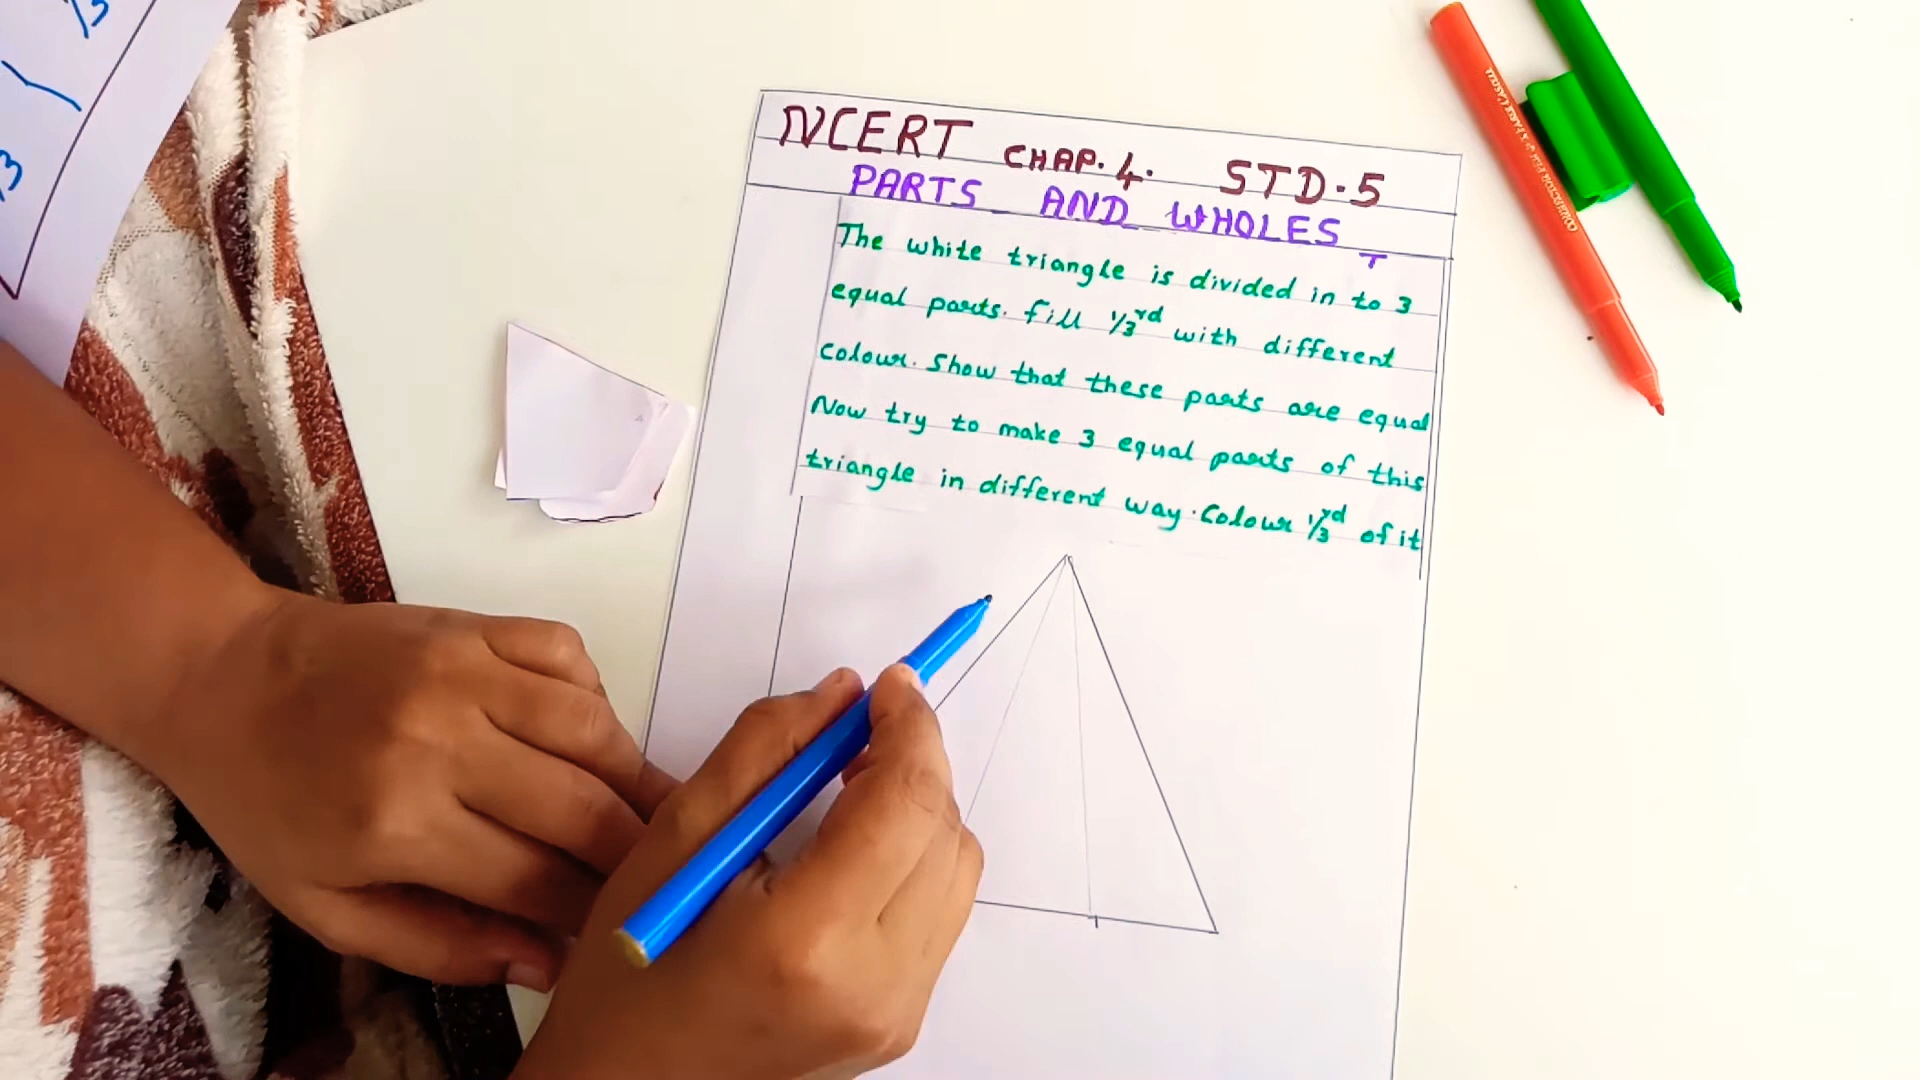 NCERT CHAP.4. STD.5
PARTS AND WHOLES
T
The white triangle is divided in to 3
equal parts. fill 1/3rd with different
colour. Show that these parts are equal
Now try to make 3 equal parts of this
triangle in different way. Colour 1/3rd of it
1/3